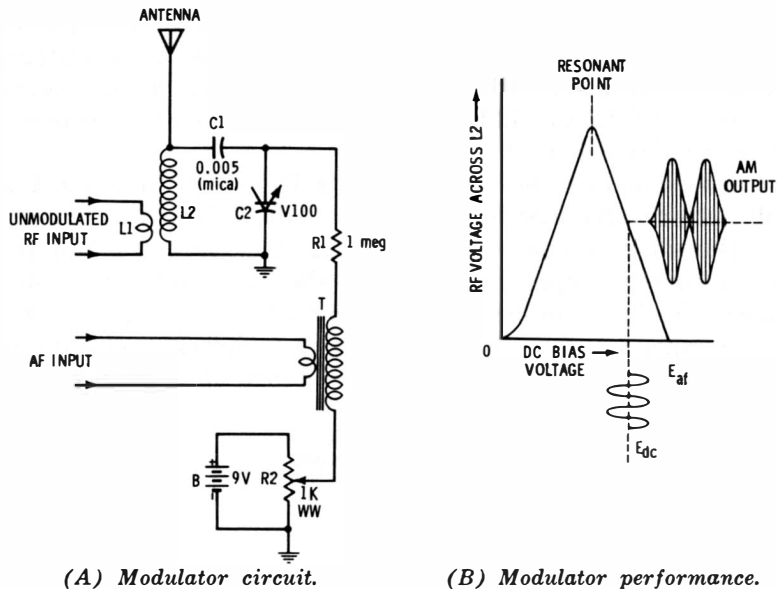 ANTENNA
C1
0.005
(mica)
L2
C2
V100
UNMODULATED
RF INPUT
L1
R1
1 meg
T
AF INPUT
+
B
9V
R2
1K
WW
(A) Modulator circuit.
RESONANT
POINT
RF VOLTAGE ACROSS L2
AM
OUTPUT
0
DC BIAS
VOLTAGE
Eaf
Edc
(B) Modulator performance.